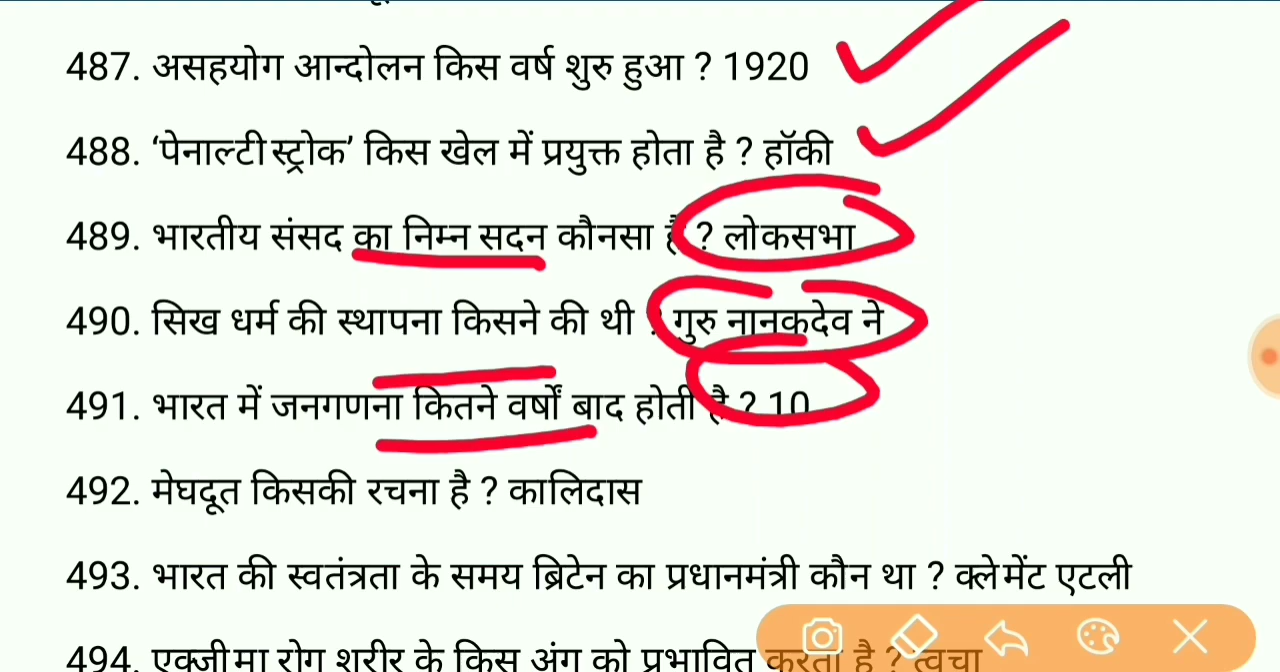 487. असहयोग आन्दोलन किस वर्ष शुरु हुआ ? 1920
488. ‘पेनाल्टी स्ट्रोक’ किस खेल में प्रयुक्त होता है ? हॉकी
489. भारतीय संसद का निम्न सदन कौनसा है ? लोकसभा
490. सिख धर्म की स्थापना किसने की थी ? गुरु नानकदेव ने
491. भारत में जनगणना कितने वर्षों बाद होती है ? 10
492. मेघदूत किसकी रचना है ? कालिदास
493. भारत की स्वतंत्रता के समय ब्रिटेन का प्रधानमंत्री कौन था ? क्लेमेंट एटली
494. एक्जीमा रोग शरीर के किस अंग को प्रभावित करता है ? त्वचा